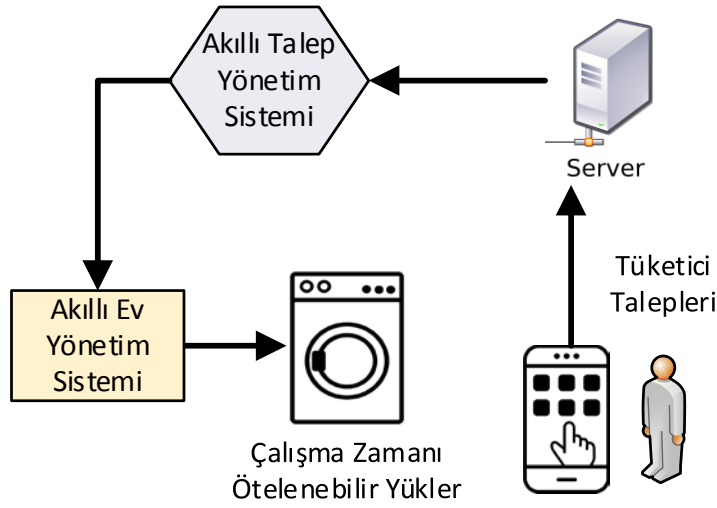 Akıllı Talep
Yönetim
Sistemi
Server
Tüketici
Talepleri
Akıllı Ev
Yönetim
Sistemi
Çalışma Zamanı
Ötelenebilir Yükler